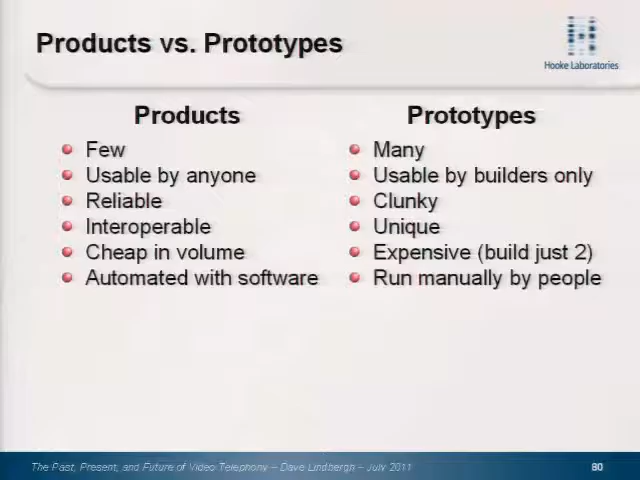 Products vs. Prototypes
Hooke Laboratories
Products
Few
Usable by anyone
Reliable
Interoperable
Cheap in volume
Automated with software
Prototypes
Many
Usable by builders only
Clunky
Unique
Expensive (build just 2)
Run manually by people
The Past, Present, and Future of Video Telephony – Dave Lindbergh – July 2011
80